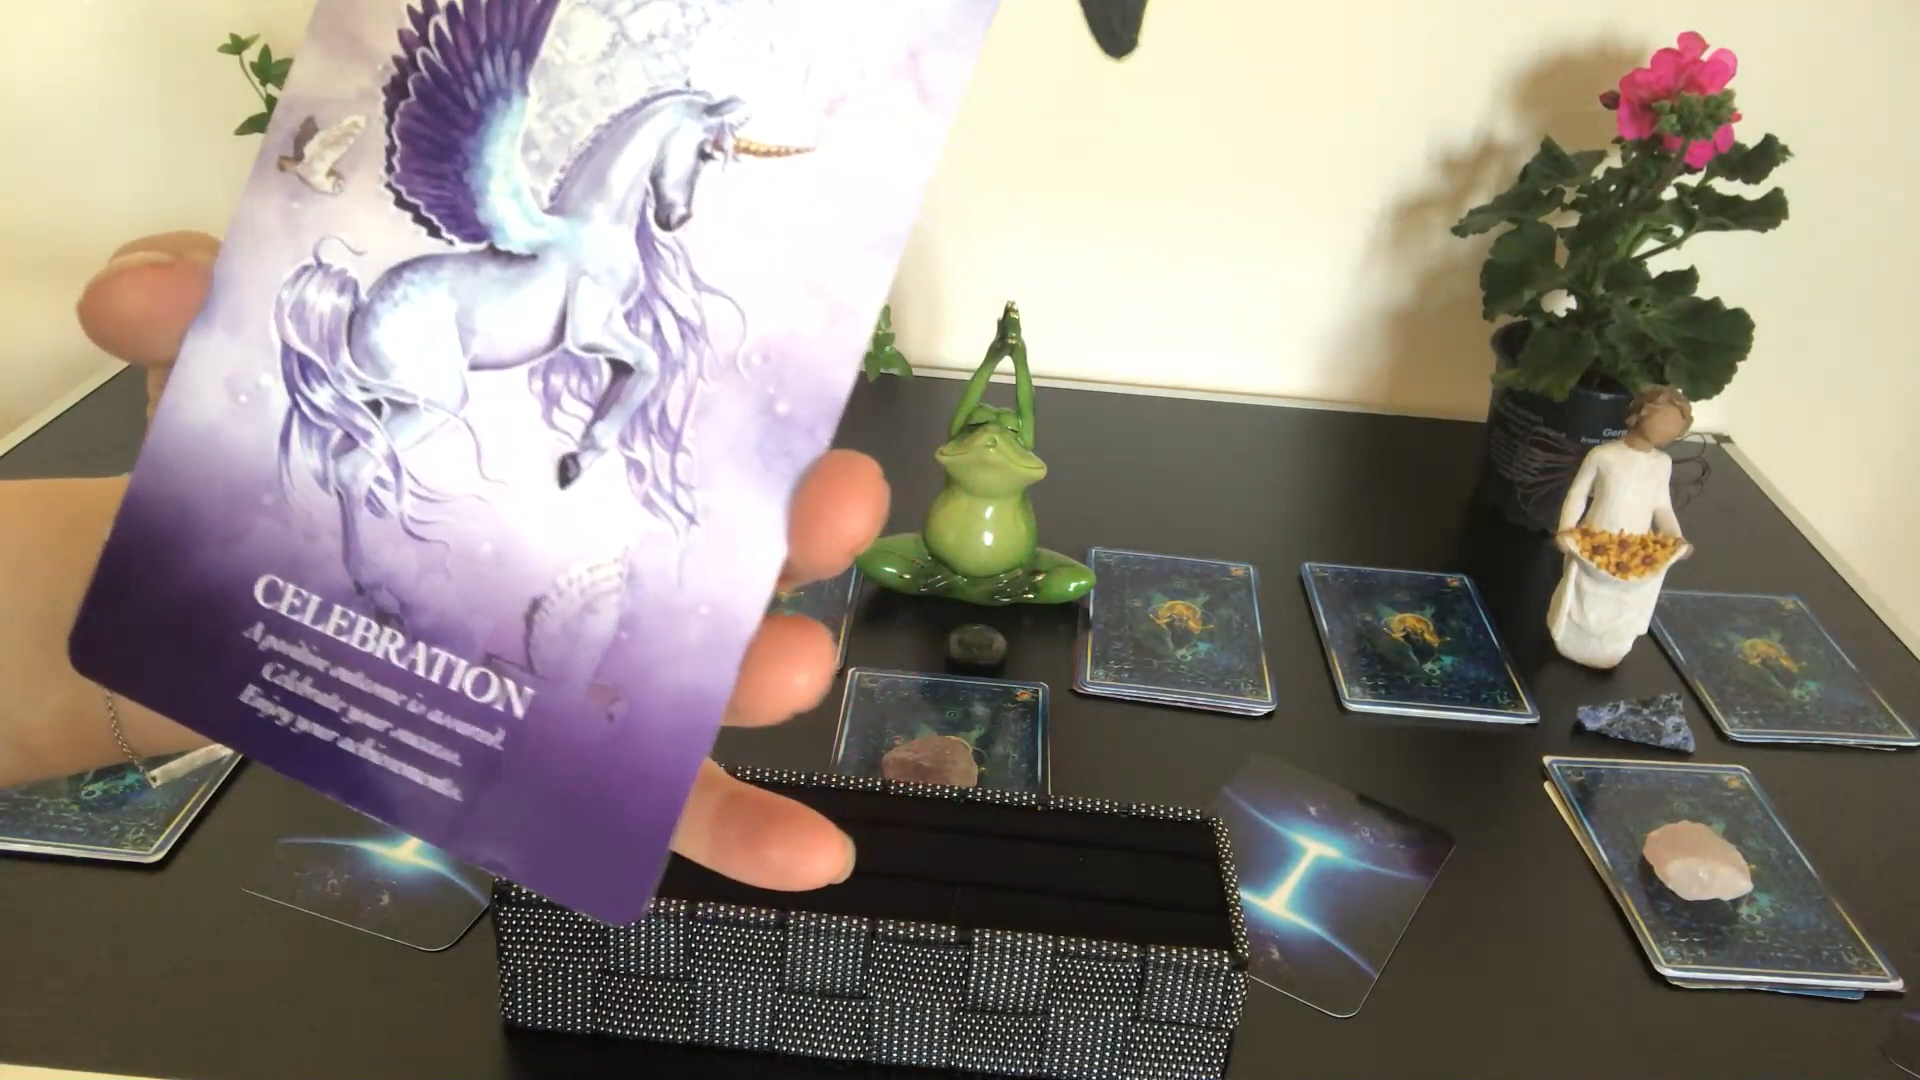 CELEBRATION
A positive outcome is assured.
Celebrate your success.
Enjoy your achievements.